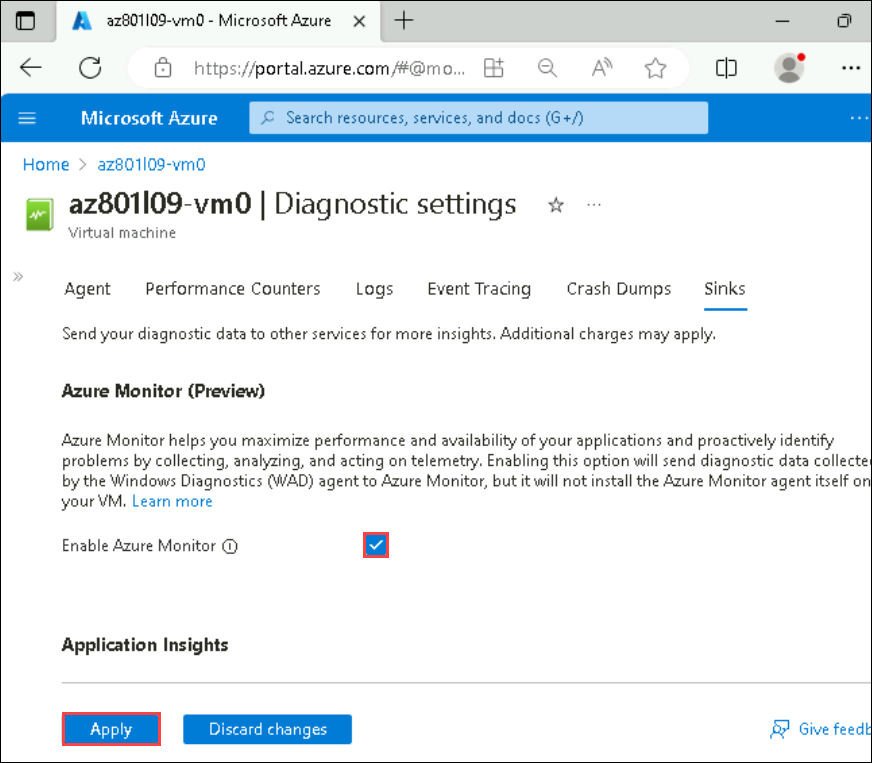 az801l09-vm0 - Microsoft Azure
https://portal.azure.com/#@mo...
Microsoft Azure
Search resources, services, and docs (G+/)
Home > az801l09-vm0
az801l09-vm0 | Diagnostic settings
Virtual machine
Agent Performance Counters Logs Event Tracing Crash Dumps Sinks
Send your diagnostic data to other services for more insights. Additional charges may apply.
Azure Monitor (Preview)
Azure Monitor helps you maximize performance and availability of your applications and proactively identify
problems by collecting, analyzing, and acting on telemetry. Enabling this option will send diagnostic data collected
by the Windows Diagnostics (WAD) agent to Azure Monitor, but it will not install the Azure Monitor agent itself on
your VM. Learn more
Enable Azure Monitor
Application Insights
Apply Discard changes Give feedb